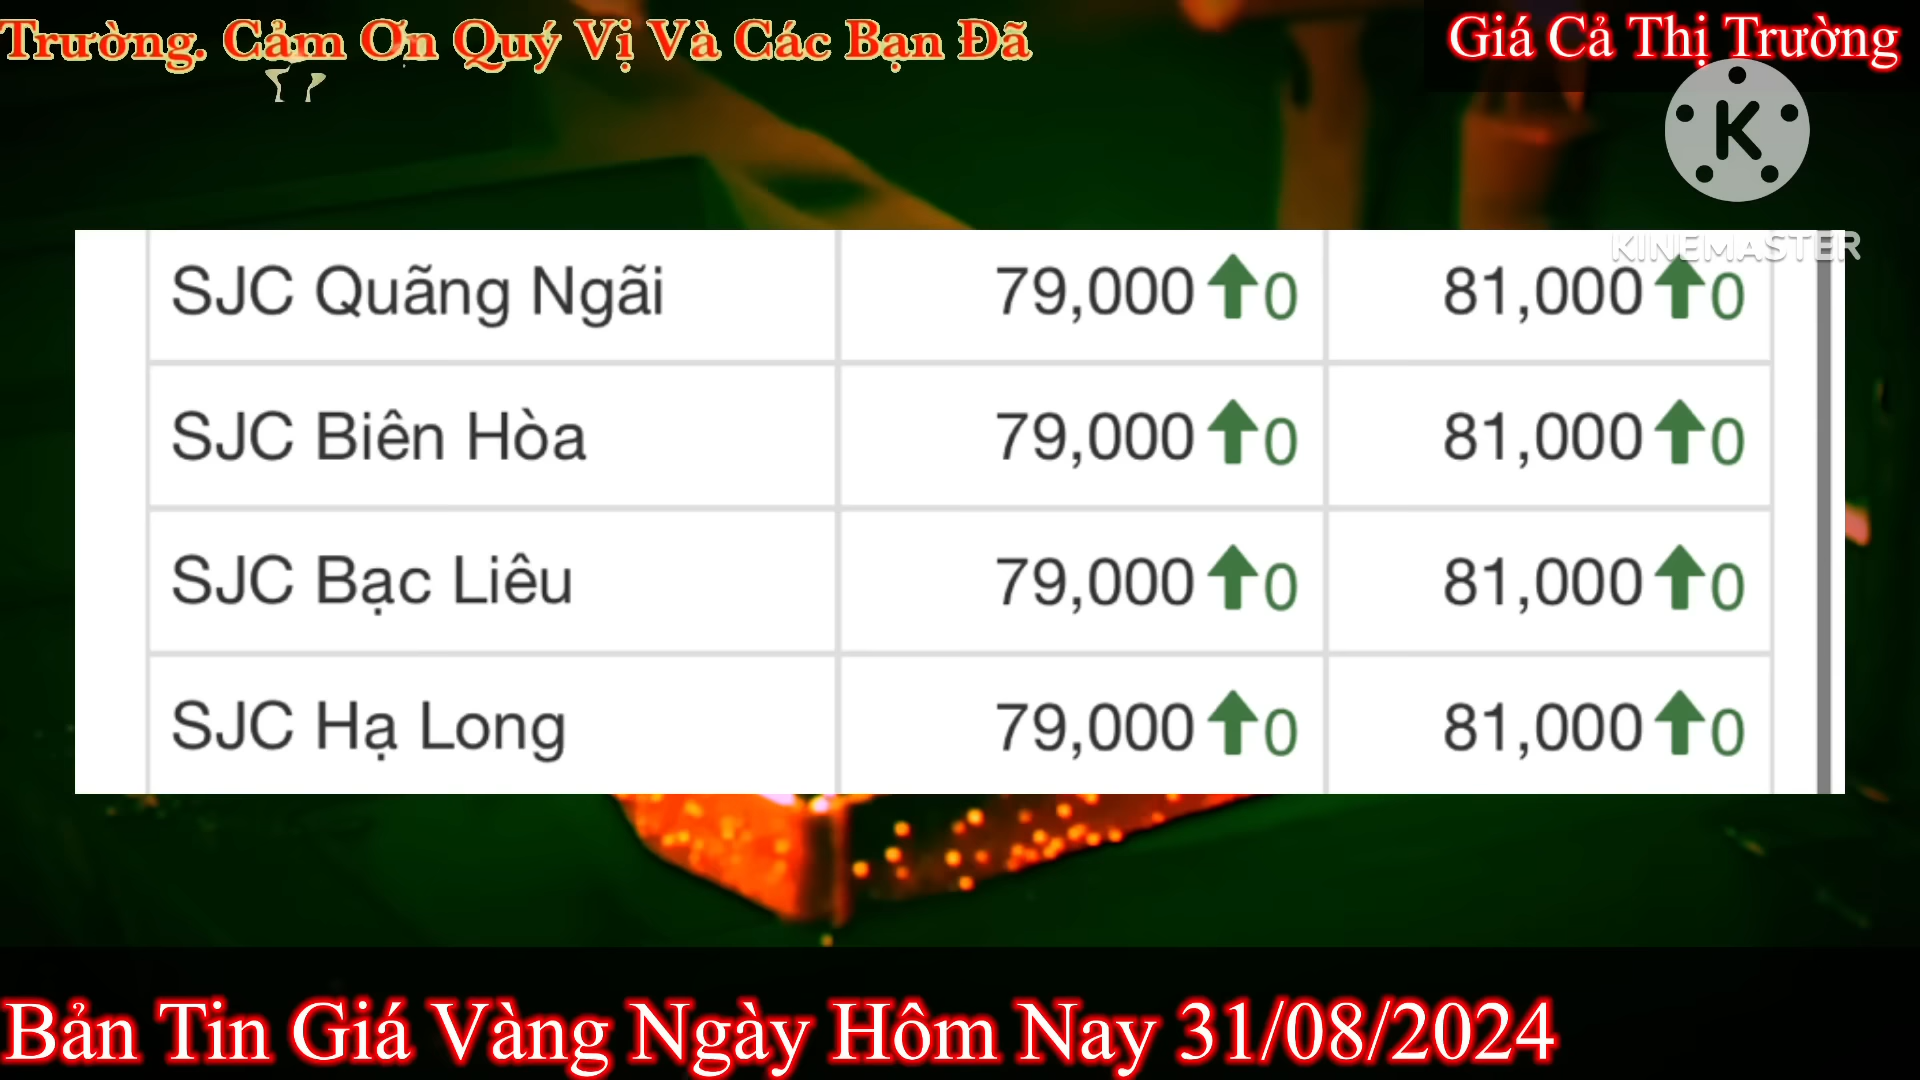 Trường. Cảm Ơn Quý Vị Và Các Bạn Đã
Giá Cả Thị Trường
K
KINEMASTER
SJC Quãng Ngãi 79,000 0 81,000 0
SJC Biên Hòa 79,000 0 81,000 0
SJC Bạc Liêu 79,000 0 81,000 0
SJC Hạ Long 79,000 0 81,000 0
Bản Tin Giá Vàng Ngày Hôm Nay 31/08/2024